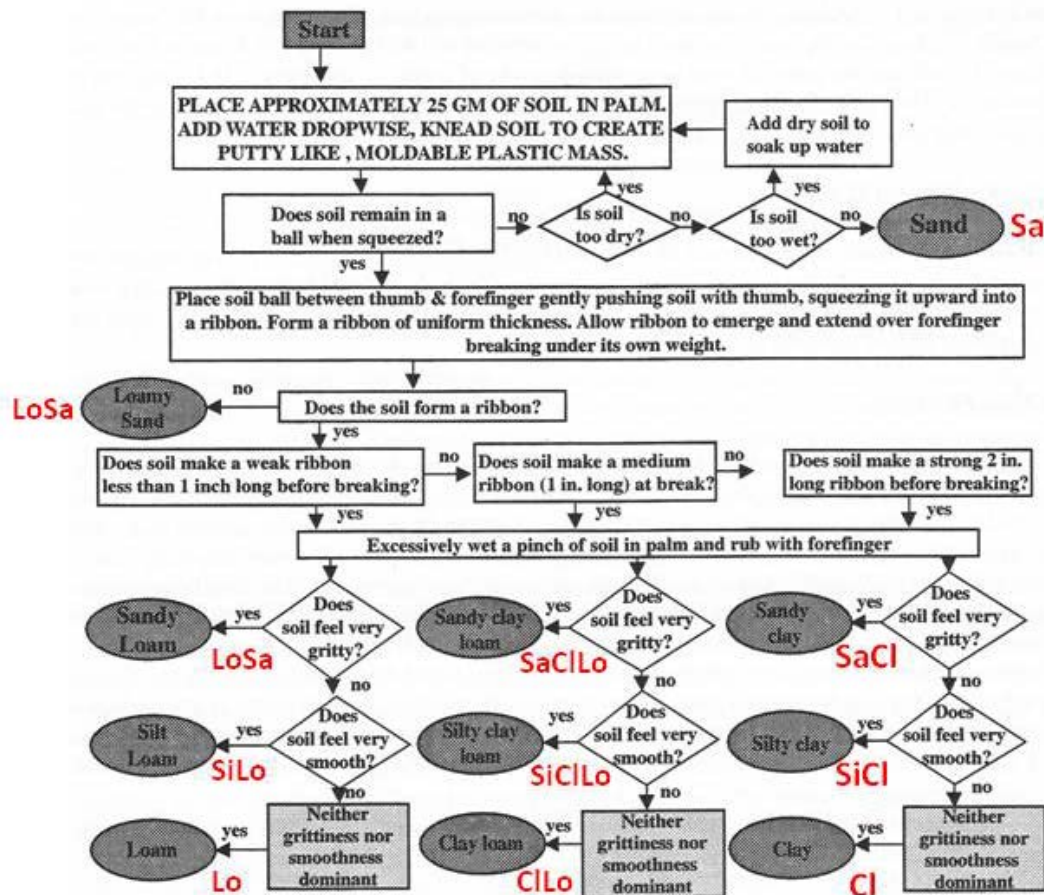 Start
PLACE APPROXIMATELY 25 GM OF SOIL IN PALM.
ADD WATER DROPWISE, KNEAD SOIL TO CREATE
PUTTY LIKE , MOLDABLE PLASTIC MASS.
Add dry soil to
soak up water
yes
yes
Does soil remain in a
ball when squeezed?
no
Is soil
too dry?
no
Is soil
too wet?
no
Sand
Sa
yes
Place soil ball between thumb & forefinger gently pushing soil with thumb, squeezing it upward into
a ribbon. Form a ribbon of uniform thickness. Allow ribbon to emerge and extend over forefinger
breaking under its own weight.
LoSa
Loamy
Sand
no
Does the soil form a ribbon?
yes
Does soil make a weak ribbon
less than 1 inch long before breaking?
no
Does soil make a medium
ribbon (1 in. long) at break?
no
Does soil make a strong 2 in.
long ribbon before breaking?
yes
yes
yes
Excessively wet a pinch of soil in palm and rub with forefinger
Sandy
Loam
yes
LoSa
Does
soil feel very
gritty?
Sandy clay
loam
yes
SaClLo
Does
soil feel very
gritty?
Sandy
clay
yes
SaCl
Does
soil feel very
gritty?
no
no
no
Silt
Loam
yes
SiLo
Does
soil feel very
smooth?
Silty clay
loam
yes
SiClLo
Does
soil feel very
smooth?
Silty clay
yes
SiCl
Does
soil feel very
smooth?
no
no
no
Loam
yes
Lo
Neither
grittiness nor
smoothness
dominant
Clay loam
yes
ClLo
Neither
grittiness nor
smoothness
dominant
Clay
yes
Cl
Neither
grittiness nor
smoothness
dominant